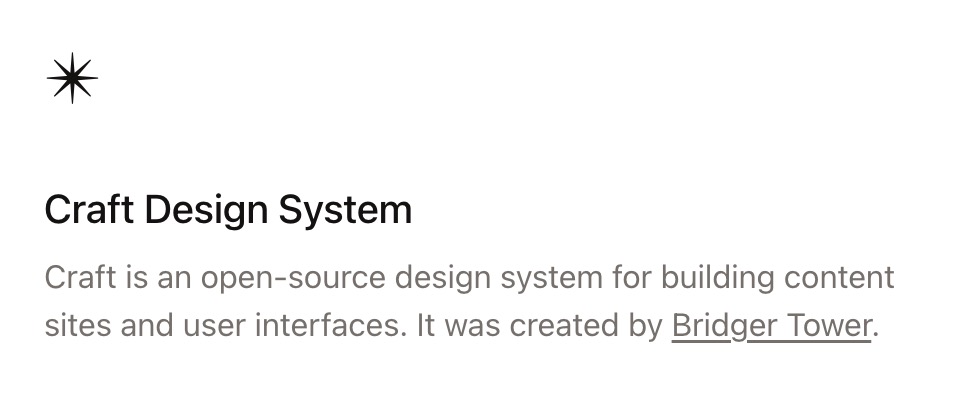 Craft Design System
Craft is an open-source design system for building content
sites and user interfaces. It was created by Bridger Tower.